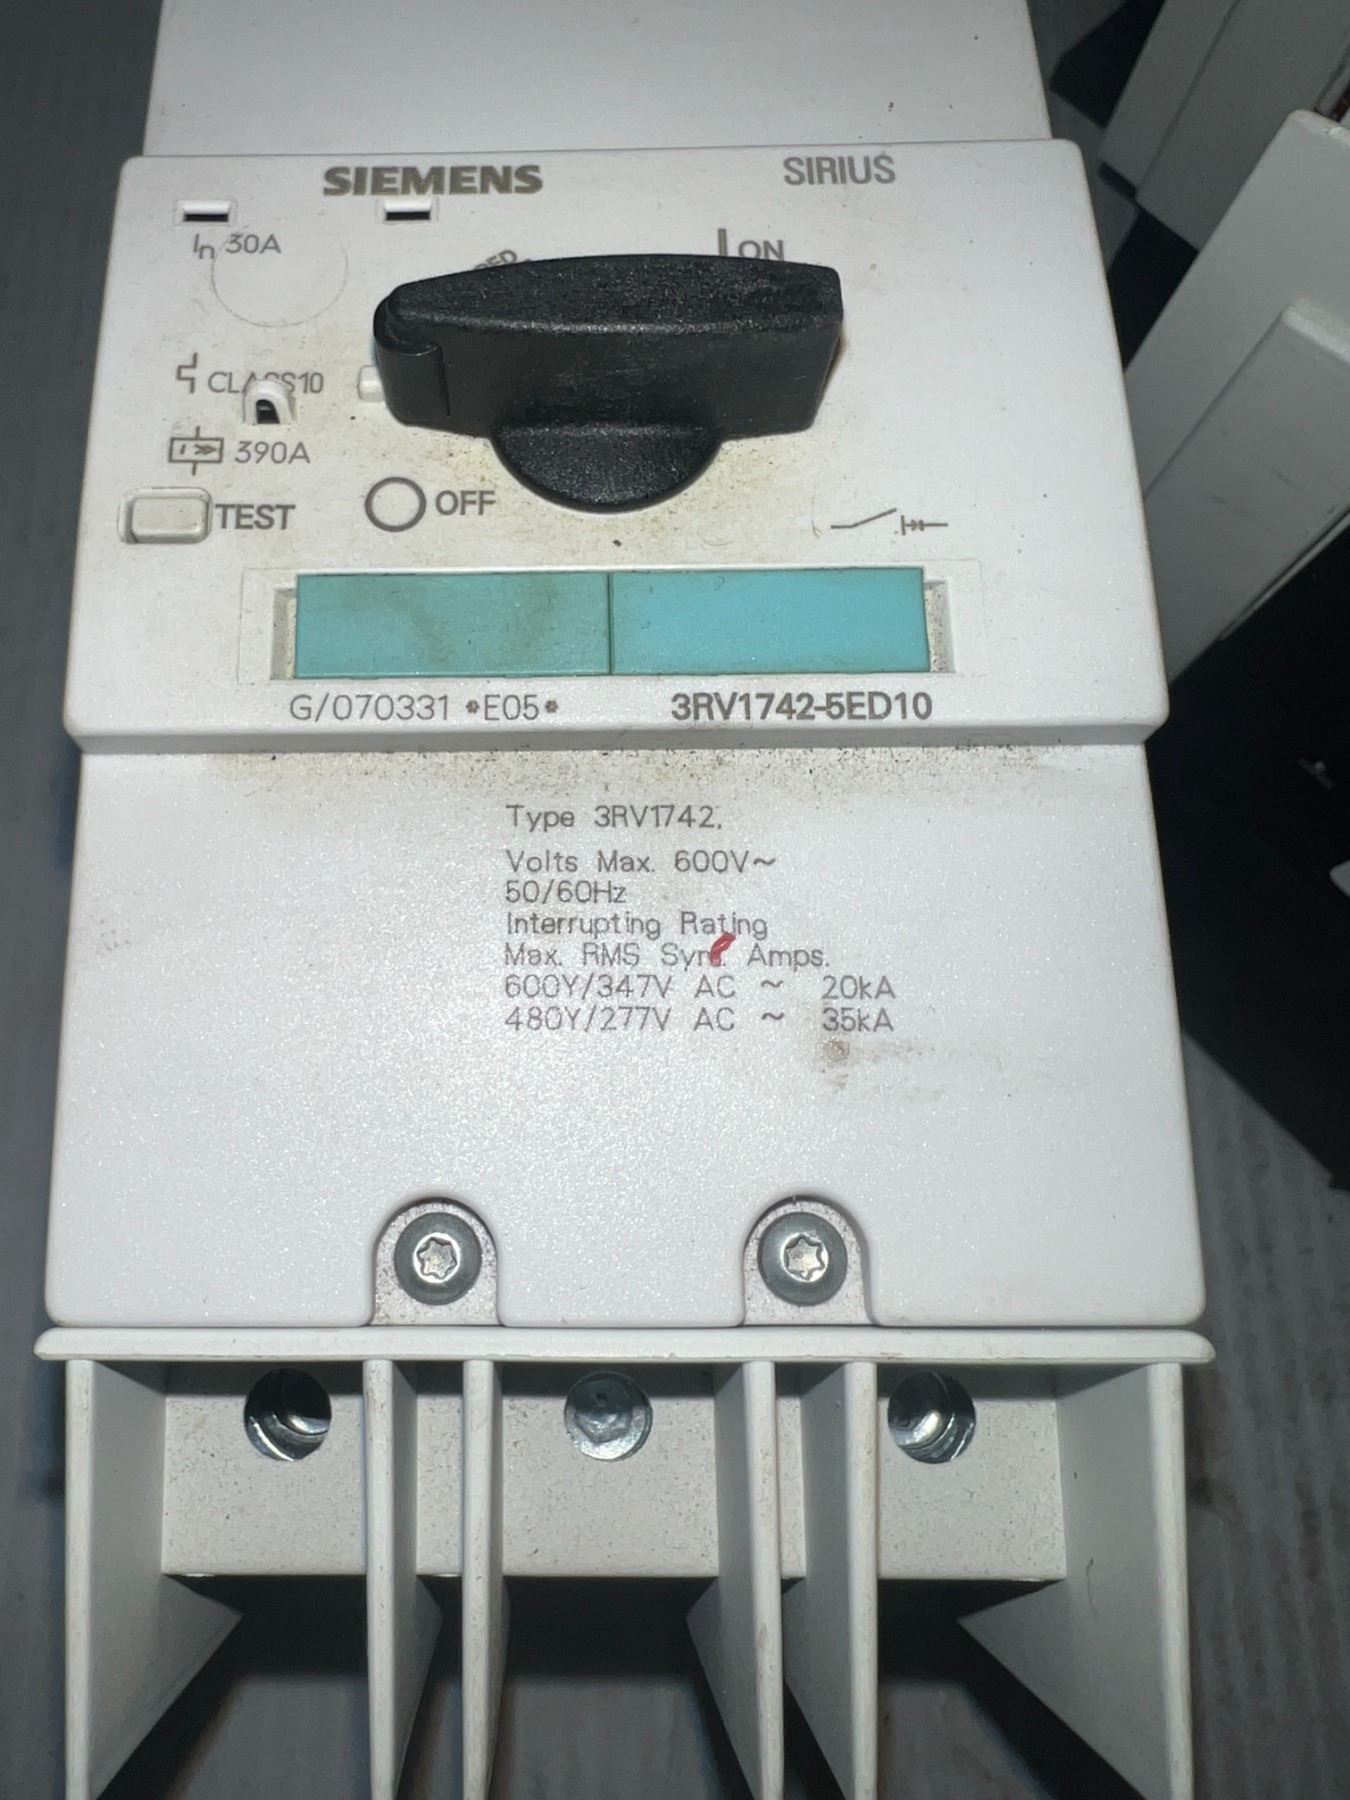 SIEMENS SIRIUS
In 30A
ON
CLASS10
390A
TEST OFF
G/070331 *E05* 3RV1742-5ED10
Type 3RV1742.
Volts Max. 600V~
50/60Hz
Interrupting Rating
Max. RMS Sym. Amps.
600Y/347V AC ~ 20kA
480Y/277V AC ~ 35kA